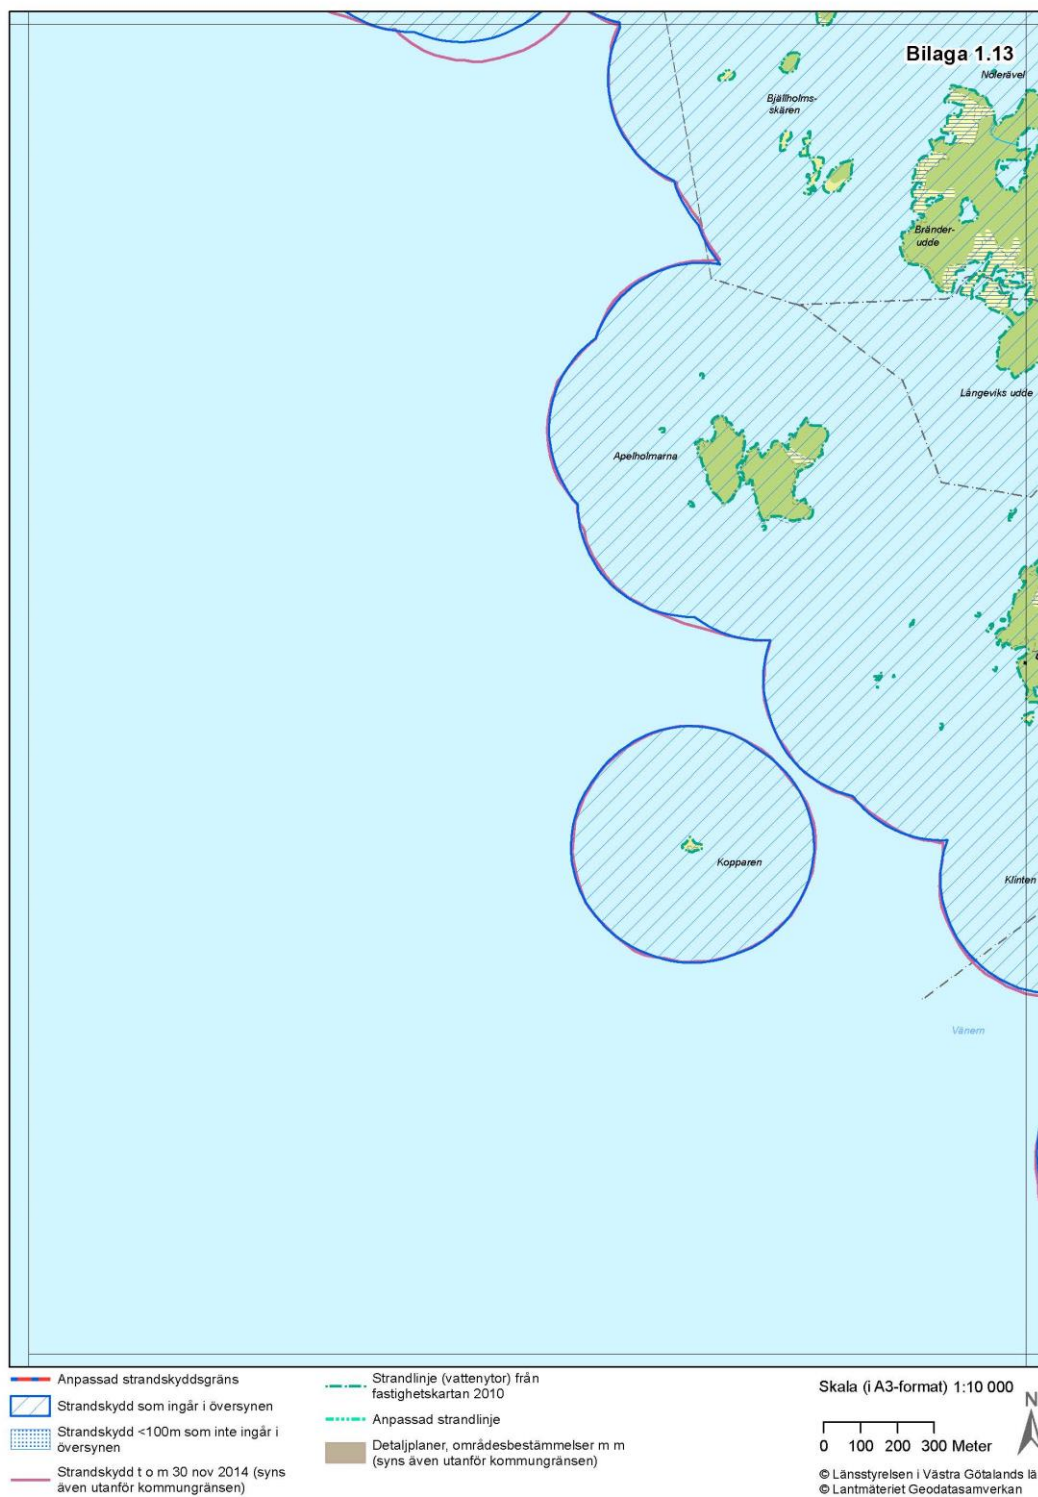 Bilaga 1.13
Nolerävel
Bjällholms-
skären
Bränder-
udde
Långeviks udde
Apelholmarna
Kopparen
Klinten
Vänern
Anpassad strandskyddsgräns
Strandskydd som ingår i översynen
Strandskydd <100m som inte ingår i
översynen
Strandskydd t o m 30 nov 2014 (syns
även utanför kommungränsen)
Strandlinje (vattenytor) från
fastighetskartan 2010
Anpassad strandlinje
Detaljplaner, områdesbestämmelser m m
(syns även utanför kommungränsen)
Skala (i A3-format) 1:10 000
N
0 100 200 300 Meter
© Länsstyrelsen i Västra Götalands lä
© Lantmäteriet Geodatasamverkan